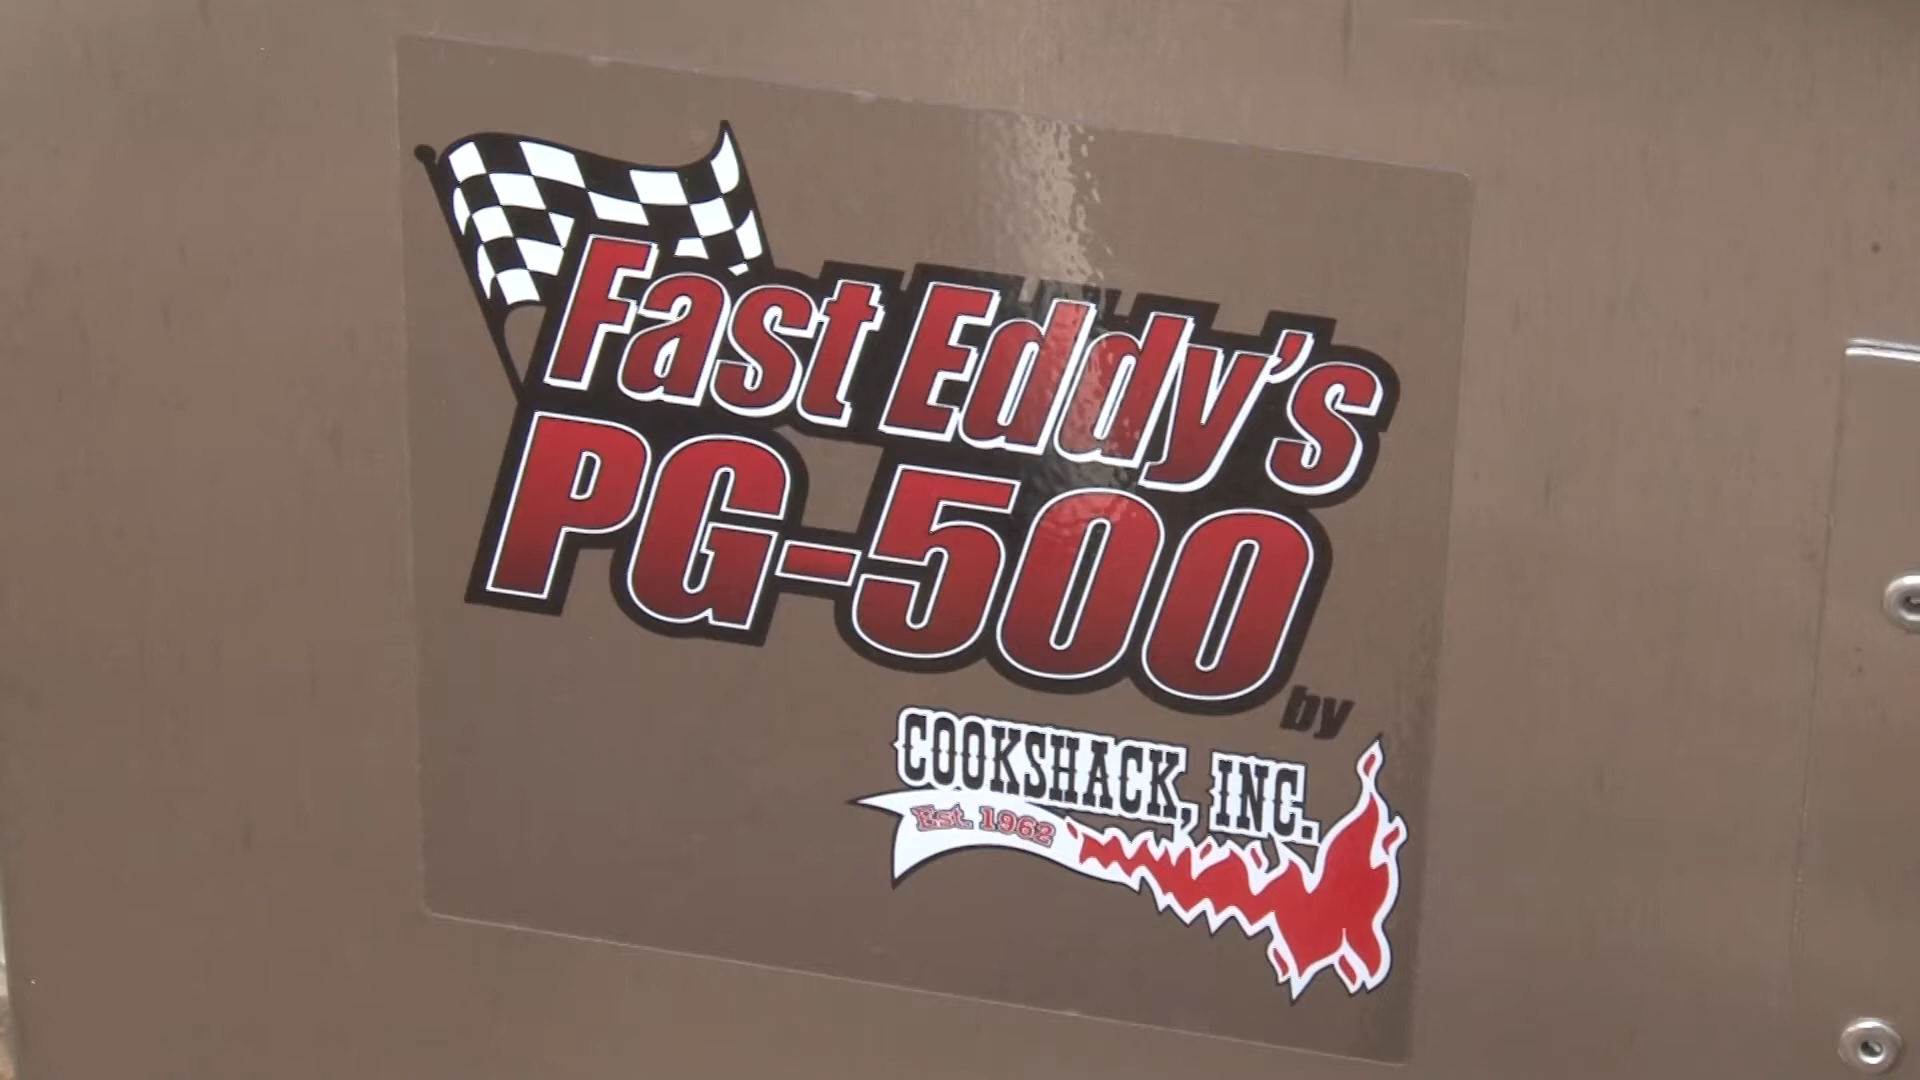 Fast Eddy's
PG-500
by
COOKSHACK, INC.
Est. 1962